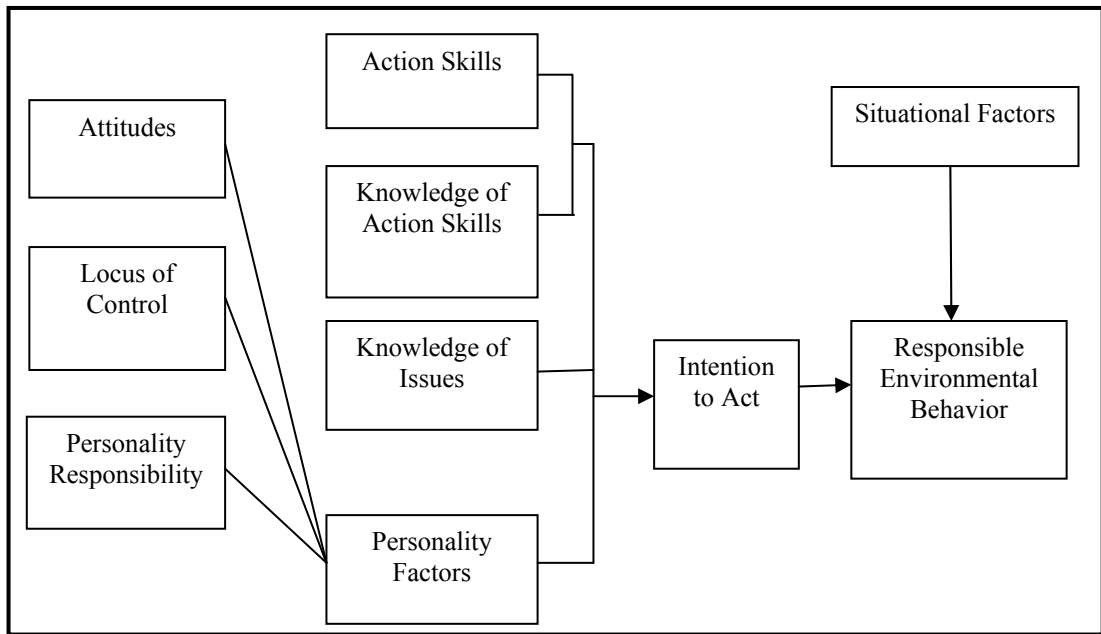 Attitudes
Locus of
Control
Personality
Responsibility
Action Skills
Knowledge of
Action Skills
Knowledge of
Issues
Personality
Factors
Intention
to Act
Situational Factors
Responsible
Environmental
Behavior